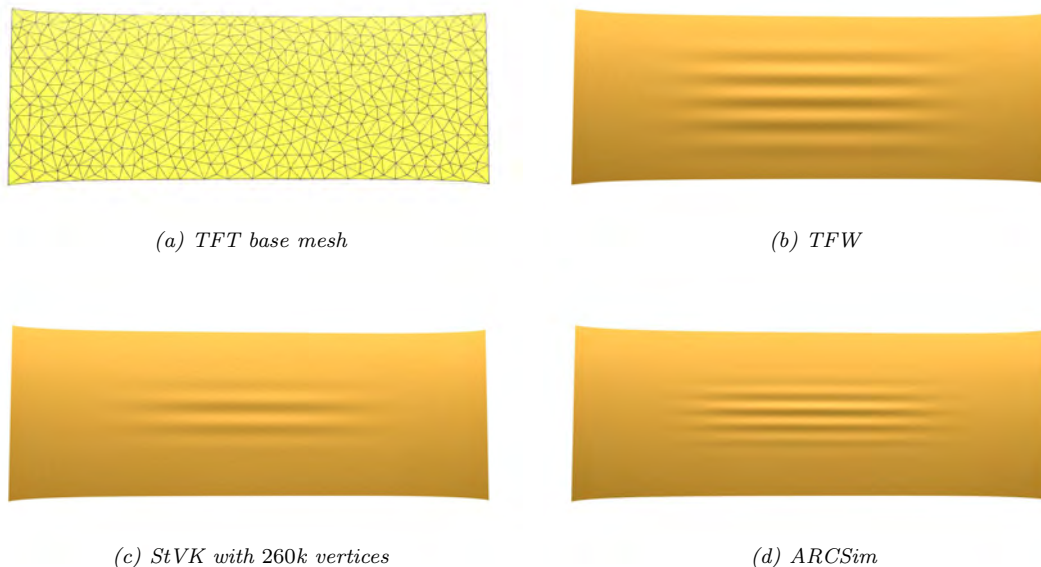 (a) TFT base mesh
(b) TFW
(c) StVK with 260k vertices
(d) ARCSim